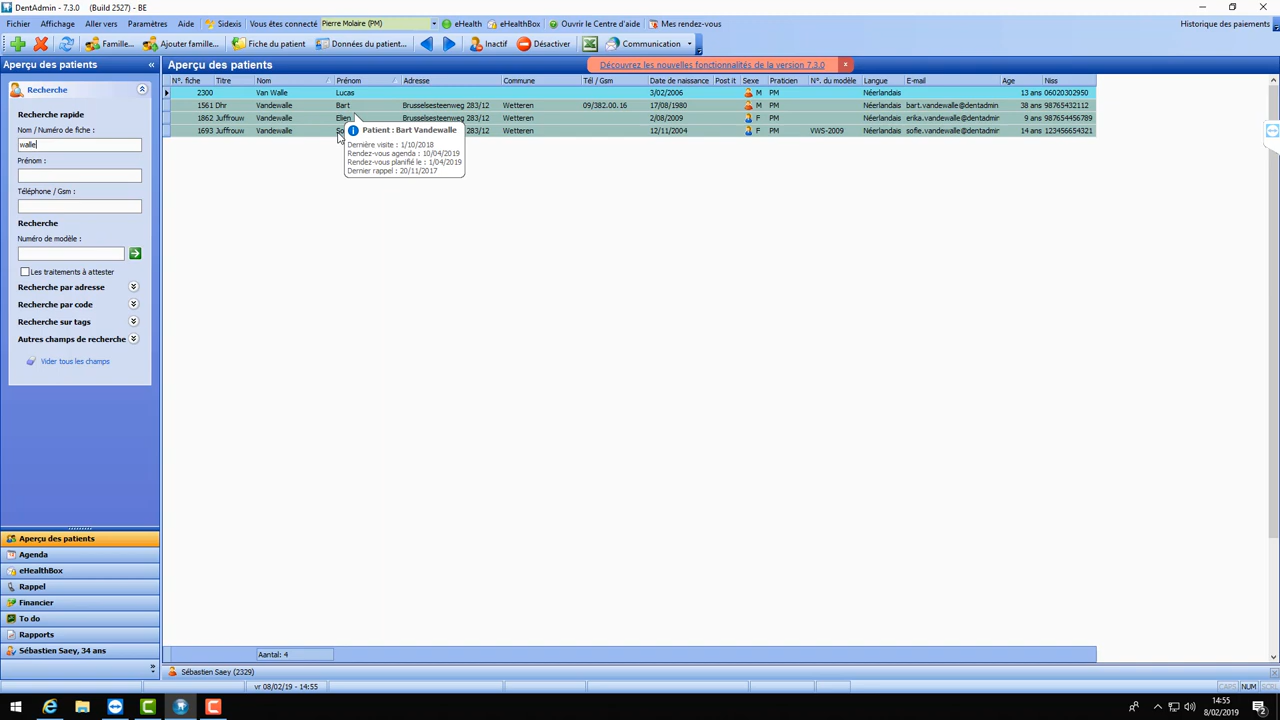 DentAdmin - 7.3.0 (Build 2527) - BE
Fichier Affichage Aller vers Paramètres Aide Sidexis Vous êtes connecté Pierre Molaire (PM) eHealth eHealthBox Ouvrir le Centre d'aide Mes rendez-vous Historique des paiements
Famille... Ajouter famille... Fiche du patient Données du patient... Inactif Désactiver Communication
Aperçu des patients «
Aperçu des patients Découvrez les nouvelles fonctionnalités de la version 7.3.0 x
Recherche
Recherche rapide
Nom / Numéro de fiche :
walle
Prénom :
Téléphone / Gsm :
Recherche
Numéro de modèle :
Les traitements à attester
Recherche par adresse
Recherche par code
Recherche sur tags
Autres champs de recherche
Vider tous les champs
N°. fiche Titre Nom Prénom Adresse Commune Tél / Gsm Date de naissance Post it Sexe Praticien N°. du modèle Langue E-mail Age Niss
2300 Van Walle Lucas 3/02/2006 M PM Néerlandais 13 ans 06020302950
1561 Dhr Vandewalle Bart Brusselsesteenweg 283/12 Wetteren 09/382.00.16 17/08/1980 M PM Néerlandais bart.vandewalle@dentadmin 38 ans 98765432112
1862 Juffrouw Vandewalle Elien Brusselsesteenweg 283/12 Wetteren 2/08/2009 F PM Néerlandais erika.vandewalle@dentadm 9 ans 98765445678­9
1693 Juffrouw Vandewalle So 283/12 Wetteren 12/11/2004 F PM VWS-2009 Néerlandais sofie.vandewalle@dentadm 14 ans 123456654321
Patient : Bart Vandewalle
Dernière visite : 1/10/2018
Rendez-vous agenda : 10/04/2019
Rendez-vous planifié le : 1/04/2019
Dernier rappel : 20/11/2017
Aperçu des patients
Agenda
eHealthBox
Rappel
Financier
To do
Rapports
Sébastien Saey, 34 ans
»
Aantal: 4
Sébastien Saey (2329)
vr 08/02/19 - 14:55 CAPS NUM SCRL
14:55
8/02/2019
2